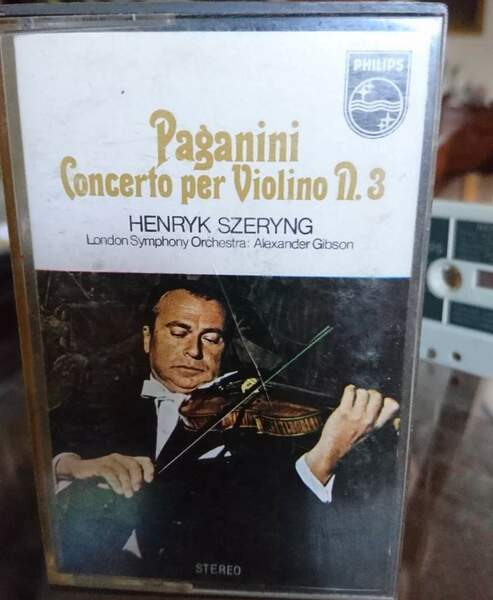 PHILIPS
Paganini
Concerto per Violino N. 3
HENRYK SZERYNG
London Symphony Orchestra: Alexander Gibson
STEREO